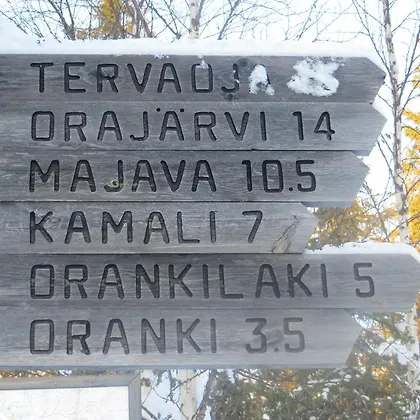 TERVAOJA
ORAJÄRVI 14
MAJAVA 10.5
KAMALI 7
ORANKILAKI 5
ORANKI 3.5